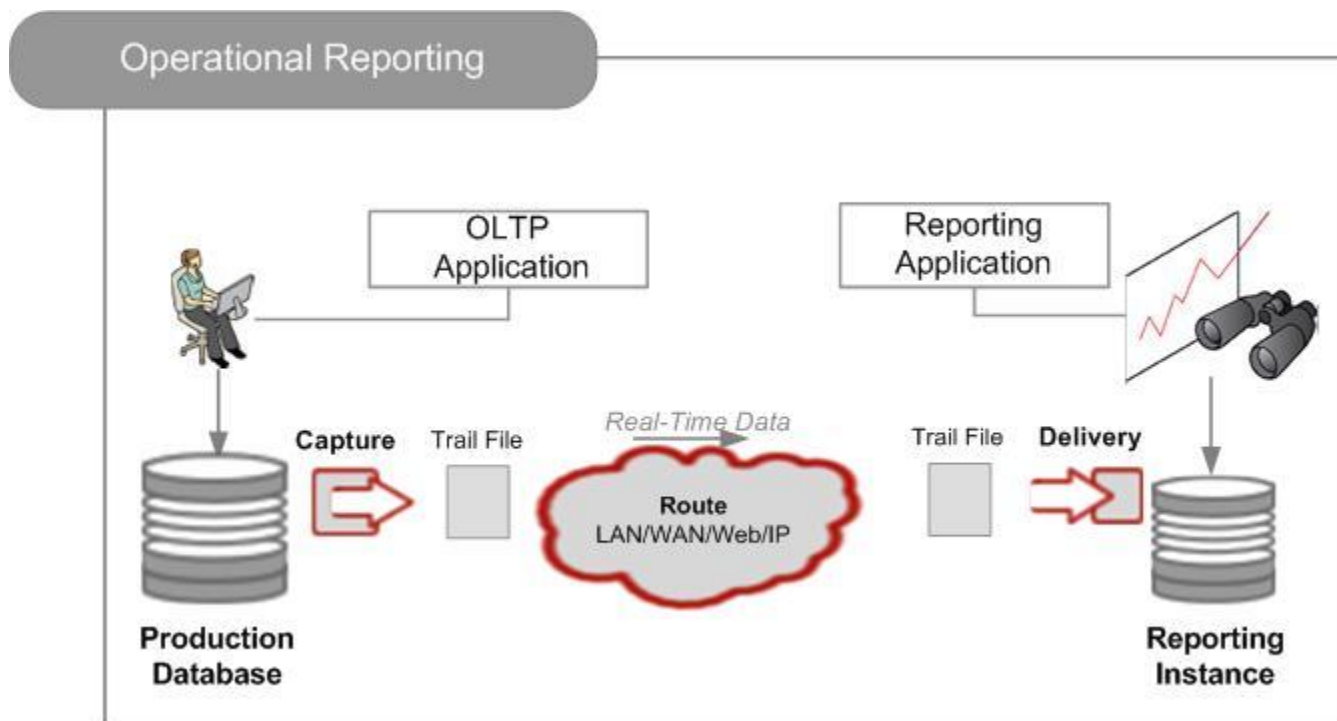 Operational Reporting
OLTP
Application
Reporting
Application
Capture
Trail File
Real-Time Data
Trail File
Delivery
Route
LAN/WAN/Web/IP
Production
Database
Reporting
Instance